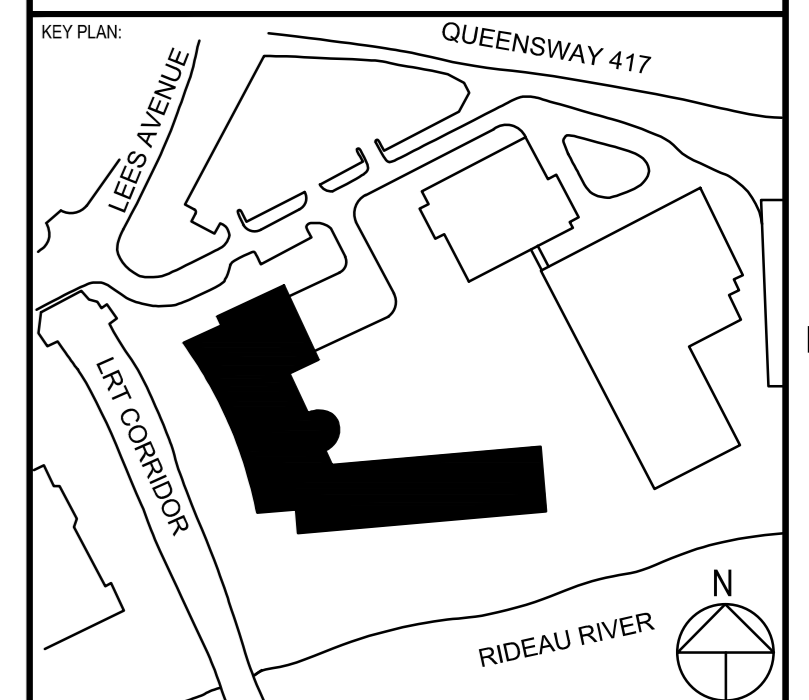 KEY PLAN:
QUEENSWAY 417
LEES AVENUE
LRT CORRIDOR
N
RIDEAU RIVER